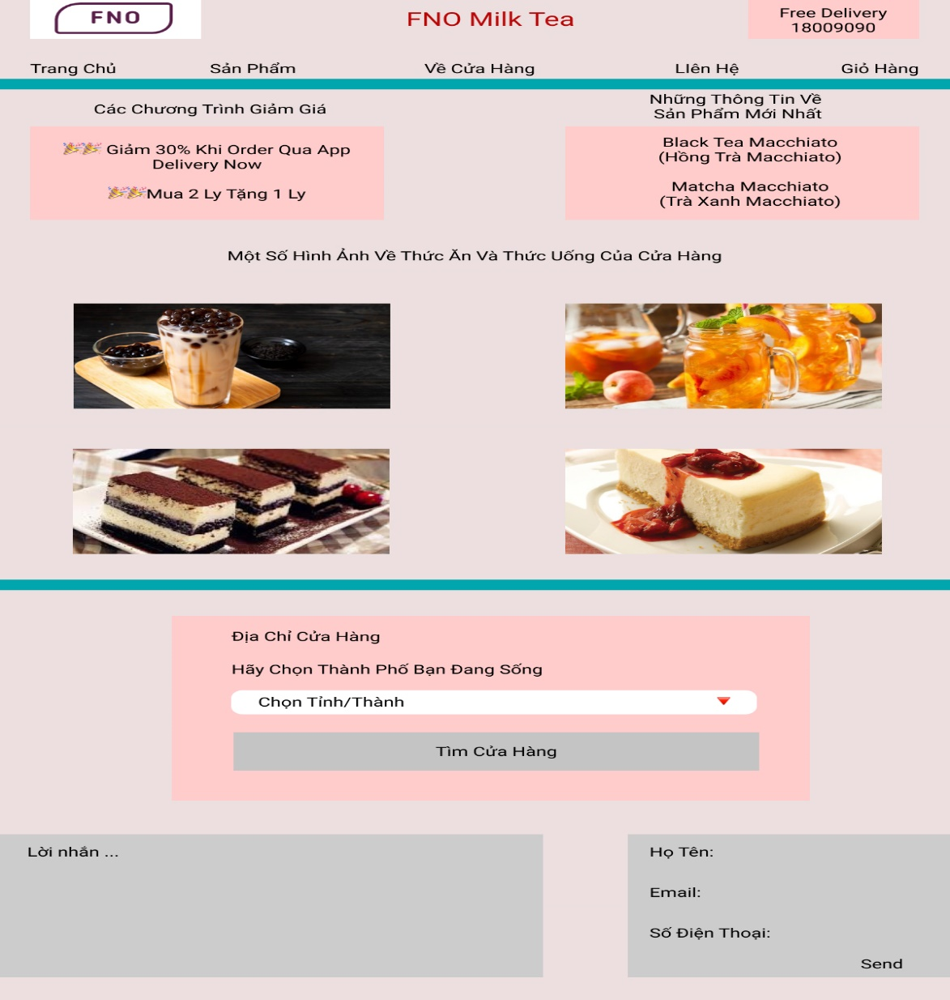 FNO
FNO Milk Tea
Free Delivery
18009090
Trang Chủ
Sản Phẩm
Về Cửa Hàng
LIên Hệ
Giỏ Hàng
Các Chương Trình Giảm Giá
🎉🎉 Giảm 30% Khi Order Qua App
Delivery Now
🎉🎉Mua 2 Ly Tặng 1 Ly
Những Thông Tin Về
Sản Phẩm Mới Nhất
Black Tea Macchiato
(Hồng Trà Macchiato)
Matcha Macchiato
(Trà Xanh Macchiato)
Một Số Hình Ảnh Về Thức Ăn Và Thức Uống Của Cửa Hàng
Địa Chỉ Cửa Hàng
Hãy Chọn Thành Phố Bạn Đang Sống
Chọn Tỉnh/Thành
Tìm Cửa Hàng
Lời nhắn ...
Họ Tên:
Email:
Số Điện Thoại:
Send